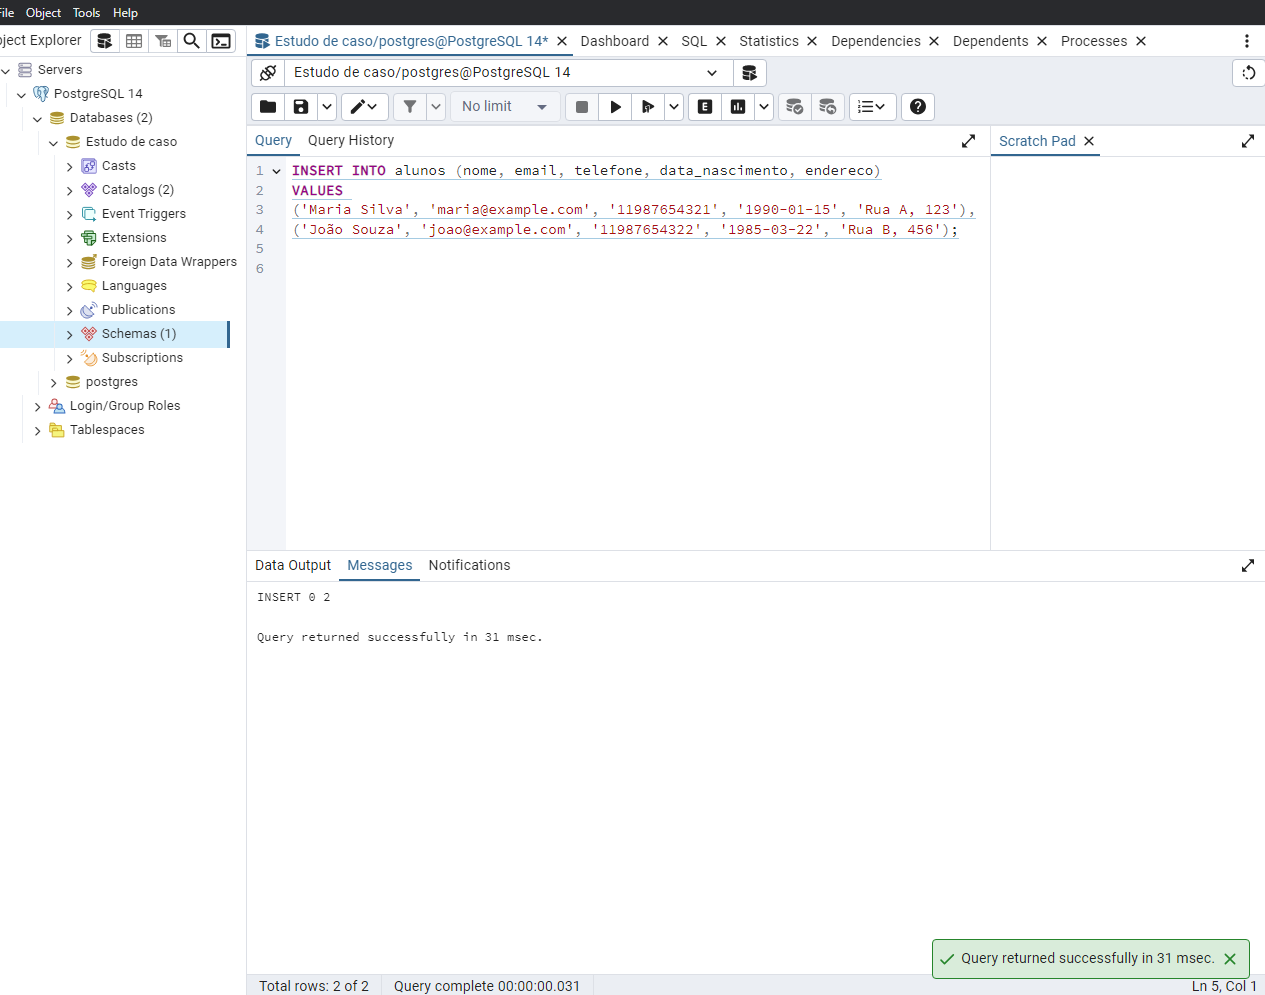 File Object Tools Help
Object Explorer
Servers
PostgreSQL 14
Databases (2)
Estudo de caso
Casts
Catalogs (2)
Event Triggers
Extensions
Foreign Data Wrappers
Languages
Publications
Schemas (1)
Subscriptions
postgres
Login/Group Roles
Tablespaces
Estudo de caso/postgres@PostgreSQL 14* Dashboard SQL Statistics Dependencies Dependents Processes
Estudo de caso/postgres@PostgreSQL 14
No limit E
Query Query History
1 INSERT INTO alunos (nome, email, telefone, data_nascimento, endereco)
2 VALUES
3 ('Maria Silva', 'maria@example.com', '11987654321', '1990-01-15', 'Rua A, 123'),
4 ('João Souza', 'joao@example.com', '11987654322', '1985-03-22', 'Rua B, 456');
5
6
Scratch Pad
Data Output Messages Notifications
INSERT 0 2
Query returned successfully in 31 msec.
Query returned successfully in 31 msec.
Total rows: 2 of 2 Query complete 00:00:00.031 Ln 5, Col 1